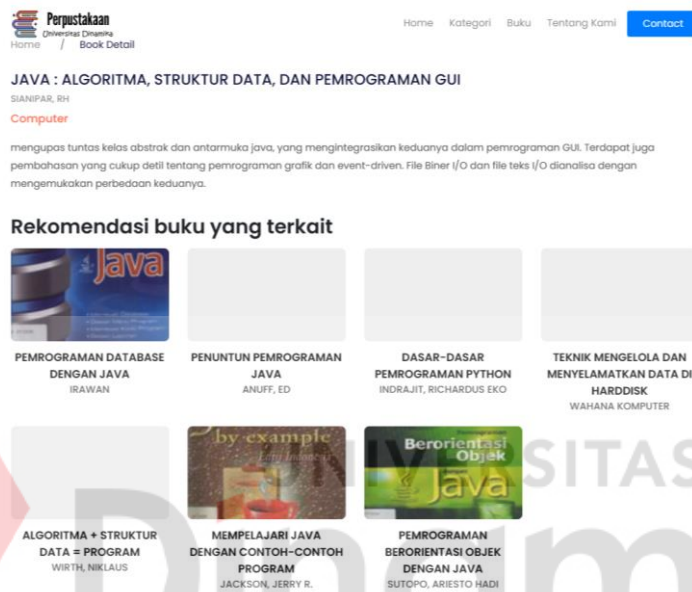 Perpustakaan
Universitas Dinamika
Home Kategori Buku Tentang Kami Contact
Home / Book Detail
JAVA : ALGORITMA, STRUKTUR DATA, DAN PEMROGRAMAN GUI
SIANIPAR, RH
Computer
mengupas tuntas kelas abstrak dan antarmuka java, yang mengintegrasikan keduanya dalam pemrograman GUI. Terdapat juga
pembahasan yang cukup detil tentang pemrograman grafik dan event-driven. File Biner I/O dan file teks I/O dianalisa dengan
mengemukakan perbedaan keduanya.
Rekomendasi buku yang terkait
Java
PEMROGRAMAN DATABASE
DENGAN JAVA
IRAWAN
PENUNTUN PEMROGRAMAN
JAVA
ANUFF, ED
DASAR-DASAR
PEMROGRAMAN PYTHON
INDRAJIT, RICHARDUS EKO
TEKNIK MENGELOLA DAN
MENYELAMATKAN DATA DI
HARDDISK
WAHANA KOMPUTER
by example
Berorientasi
Objek
Java
UNIVERSITAS
Dinam
ALGORITMA + STRUKTUR
DATA = PROGRAM
WIRTH, NIKLAUS
MEMPELAJARI JAVA
DENGAN CONTOH-CONTOH
PROGRAM
JACKSON, JERRY R.
PEMROGRAMAN
BERORIENTASI OBJEK
DENGAN JAVA
SUTOPO, ARIESTO HADI